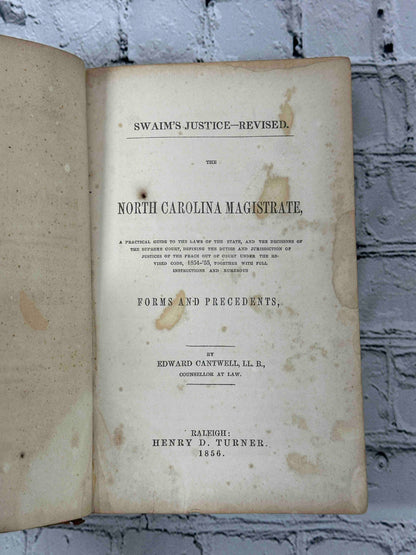 SWAIM'S JUSTICE—REVISED.
THE
NORTH CAROLINA MAGISTRATE,
A PRACTICAL GUIDE TO THE LAWS OF THE STATE, AND THE DECISIONS OF
THE SUPREME COURT, DEFINING THE DUTIES AND JURISDICTION OF
JUSTICES OF THE PEACE OUT OF COURT UNDER THE RE-
VISED CODE, 1854-'55, TOGETHER WITH FULL
INSTRUCTIONS AND NUMEROUS
FORMS AND PRECEDENTS,
BY
EDWARD CANTWELL, LL. B.,
COUNSELLOR AT LAW.
RALEIGH:
HENRY D. TURNER.
1856.